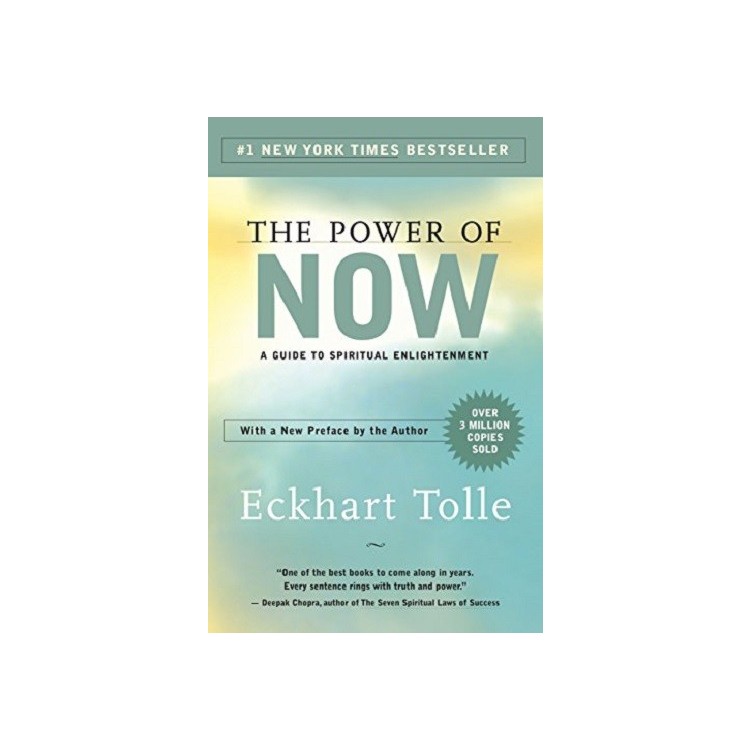 #1 NEW YORK TIMES BESTSELLER
THE POWER OF
NOW
A GUIDE TO SPIRITUAL ENLIGHTENMENT
With a New Preface by the Author
OVER
3 MILLION
COPIES
SOLD
Eckhart Tolle
"One of the best books to come along in years.
Every sentence rings with truth and power."
— Deepak Chopra, author of The Seven Spiritual Laws of Success